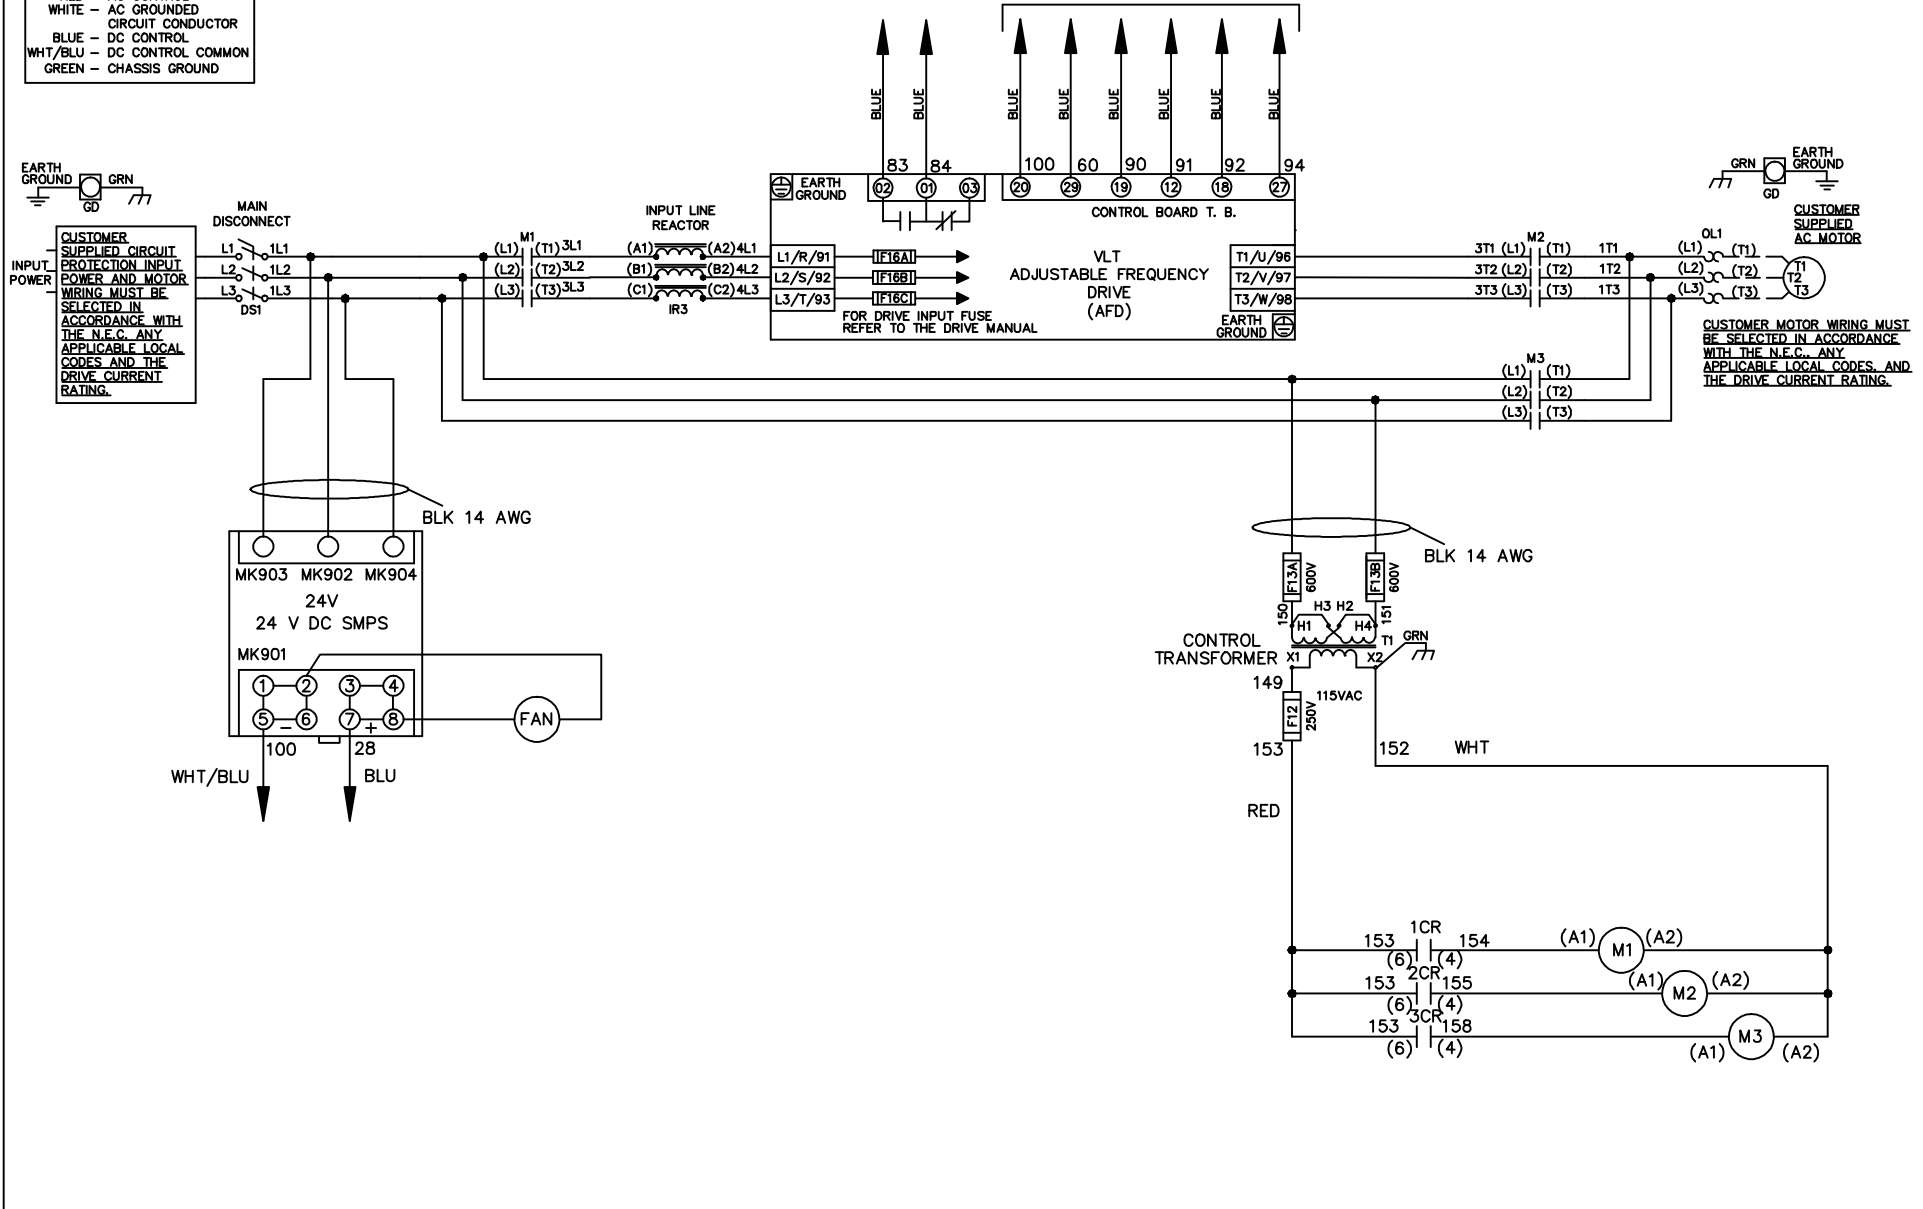 WHITE – AC GROUNDED
CIRCUIT CONDUCTOR
BLUE – DC CONTROL
WHT/BLU – DC CONTROL COMMON
GREEN – CHASSIS GROUND
BLUE BLUE BLUE BLUE BLUE BLUE BLUE BLUE
83 84 100 60 90 91 92 94
02 01 03 20 29 19 12 18 27
EARTH
GROUND
GRN
GD
EARTH
GROUND
CONTROL BOARD T. B.
GRN
EARTH
GROUND
GD
MAIN
DISCONNECT
INPUT LINE
REACTOR
CUSTOMER
SUPPLIED
AC MOTOR
INPUT
POWER
CUSTOMER
SUPPLIED CIRCUIT
PROTECTION INPUT
POWER AND MOTOR
WIRING MUST BE
SELECTED IN
ACCORDANCE WITH
THE N.E.C. ANY
APPLICABLE LOCAL
CODES AND THE
DRIVE CURRENT
RATING.
M1
M2
OL1
L1 1L1 (L1) (T1) 3L1 (A1) (A2) 4L1 L1/R/91 F16A
L2 1L2 (L2) (T2) 3L2 (B1) (B2) 4L2 L2/S/92 F16B
L3 1L3 (L3) (T3) 3L3 (C1) (C2) 4L3 L3/T/93 F16C
DS1
IR3
VLT
ADJUSTABLE FREQUENCY
DRIVE
(AFD)
FOR DRIVE INPUT FUSE
REFER TO THE DRIVE MANUAL
T1/U/96 3T1 (L1) (T1) 1T1 (L1) (T1) T1
T2/V/97 3T2 (L2) (T2) 1T2 (L2) (T2) T2
T3/W/98 3T3 (L3) (T3) 1T3 (L3) (T3) T3
EARTH
GROUND
CUSTOMER MOTOR WIRING MUST
BE SELECTED IN ACCORDANCE
WITH THE N.E.C., ANY
APPLICABLE LOCAL CODES, AND
THE DRIVE CURRENT RATING.
M3
(L1) (T1)
(L2) (T2)
(L3) (T3)
BLK 14 AWG
MK903 MK902 MK904
24V
24 V DC SMPS
MK901
1 2 3 4
5 – 6 7 + 8
FAN
100 28
WHT/BLU BLU
BLK 14 AWG
F13A 600V F13B 600V
150 H3 H2 151
H1 H4
T1 GRN
CONTROL
TRANSFORMER
X1 X2
149
115VAC
F12 250V
153 152 WHT
RED
1CR
153 154 (A1) M1 (A2)
(6) (4)
2CR
153 155 (A1) M2 (A2)
(6) (4)
3CR
153 158 M3
(6) (4) (A1) (A2)